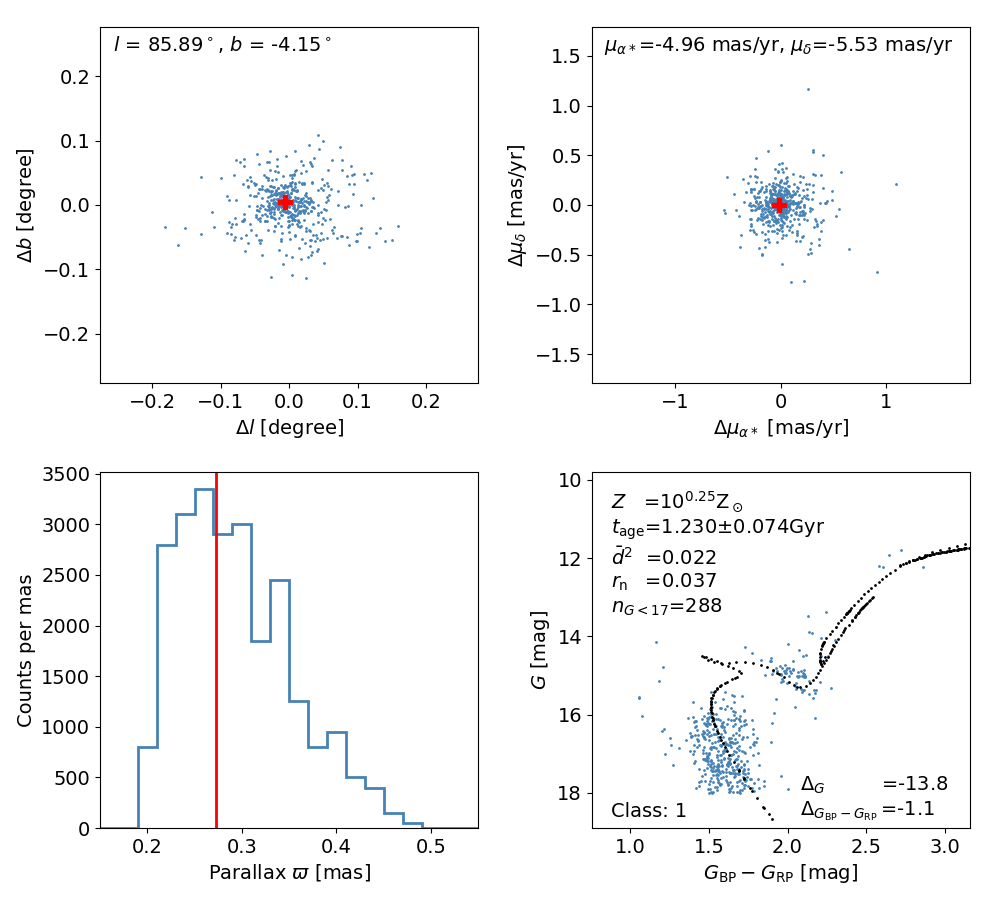 l = 85.89°, b = -4.15°
0.2
0.1
0.0
−0.1
−0.2
Δb [degree]
−0.2 −0.1 0.0 0.1 0.2
Δl [degree]
μα*=-4.96 mas/yr, μδ=-5.53 mas/yr
1.5
1.0
0.5
0.0
−0.5
−1.0
−1.5
Δμδ [mas/yr]
−1 0 1
Δμα* [mas/yr]
3500
3000
2500
2000
1500
1000
500
0
Counts per mas
0.2 0.3 0.4 0.5
Parallax ϖ [mas]
10
12
14
16
18
G [mag]
Z =10^0.25Z⊙
t_age=1.230±0.074Gyr
d̄² =0.022
r_n =0.037
n_G<17=288
Δ_G =-13.8
Δ_G_BP−G_RP=-1.1
Class: 1
1.0 1.5 2.0 2.5 3.0
G_BP − G_RP [mag]